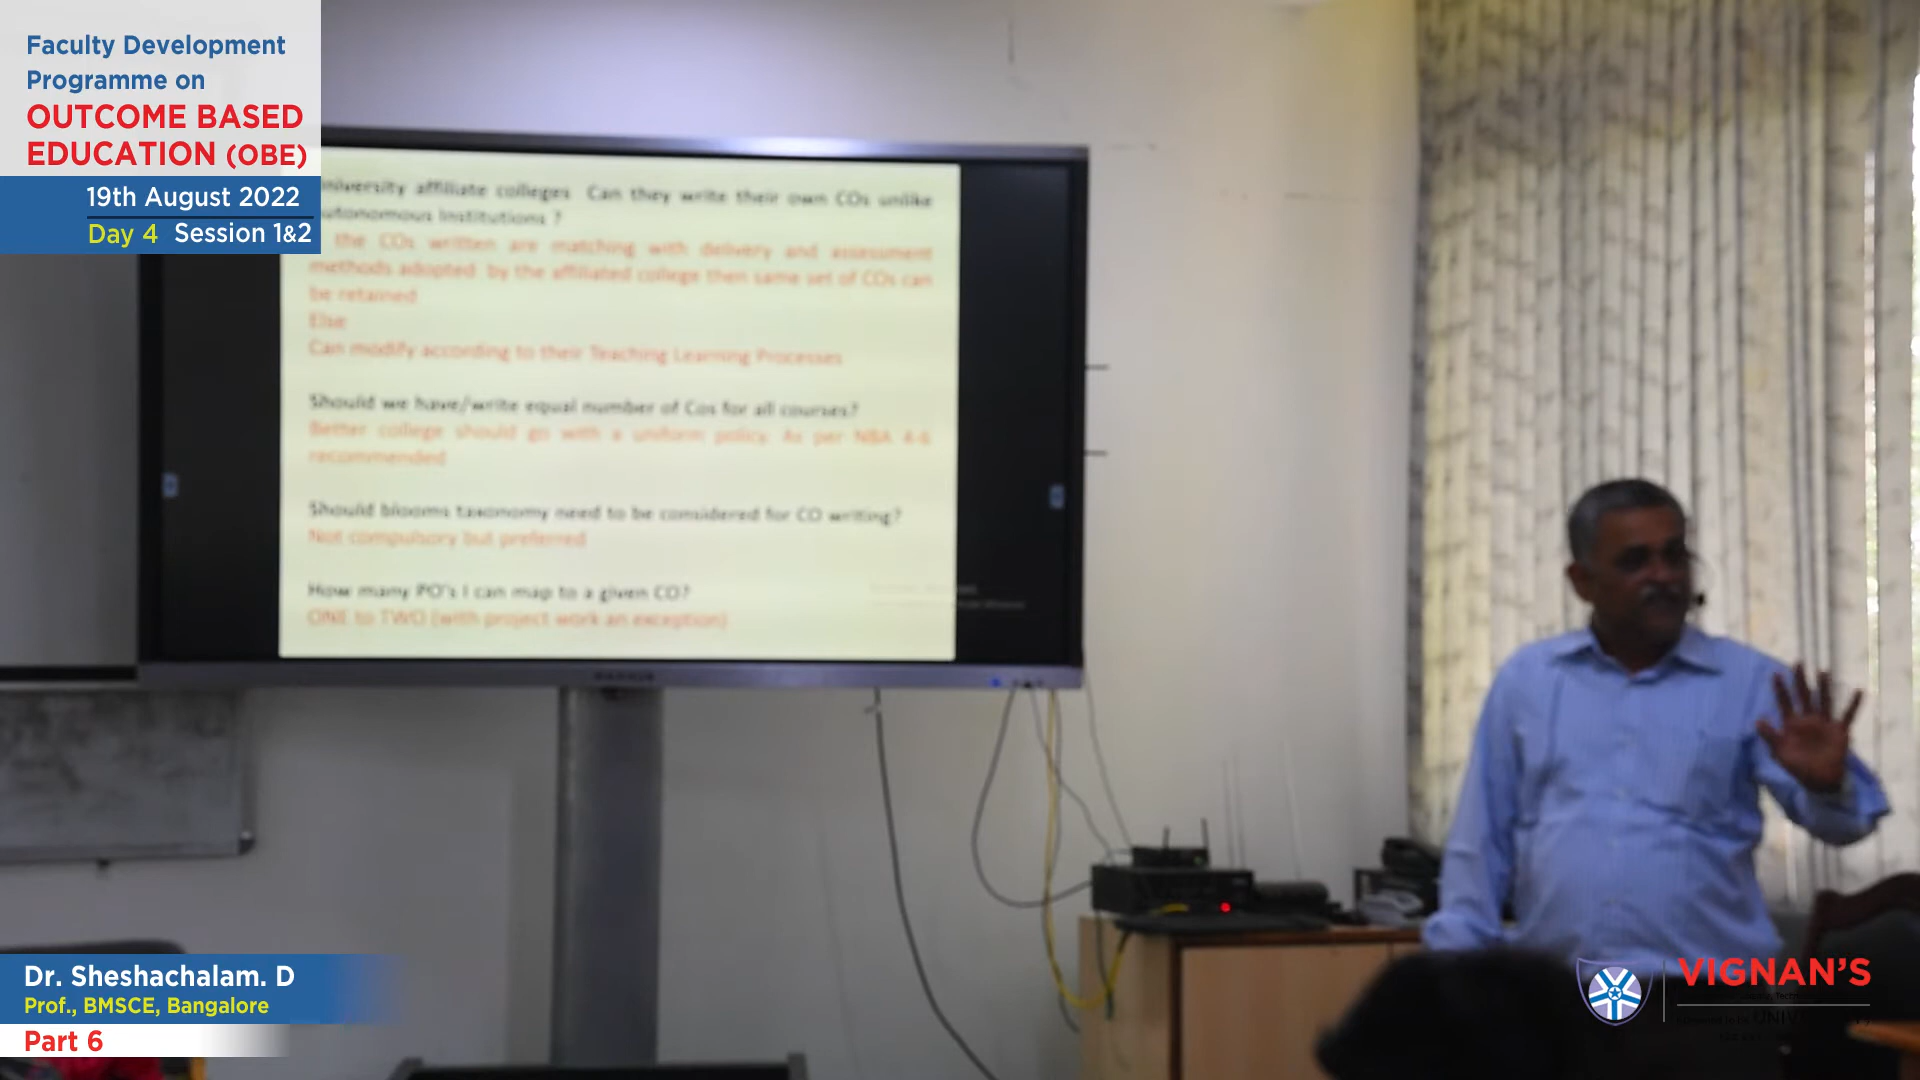 Faculty Development
Programme on
OUTCOME BASED
EDUCATION (OBE)
19th August 2022
Day 4 Session 1&2
niversity affiliate colleges Can they write their own COs unlike
utonomous Institutions ?
the COs written are matching with delivery and assessment
methods adopted by the affiliated college then same set of COs can
be retained
Else
Can modify according to their Teaching Learning Processes
Should we have/write equal number of Cos for all courses?
Better college should go with a uniform policy. As per NBA 4-6
recommended
Should blooms taxonomy need to be considered for CO writing?
Not compulsory but preferred
How many PO's I can map to a given CO?
ONE to TWO (with project work an exception)
Dr. Sheshachalam. D
Prof., BMSCE, Bangalore
Part 6
VIGNAN'S